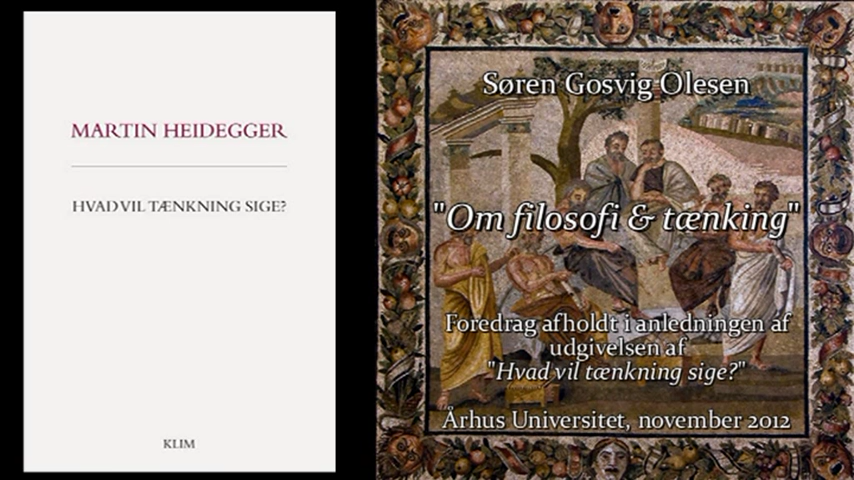 MARTIN HEIDEGGER
HVAD VIL TÆNKNING SIGE?
KLIM
Søren Gosvig Olesen
"Om filosofi & tænking"
Foredrag afholdt i anledningen af
udgivelsen af
"Hvad vil tænkning sige?"
Århus Universitet, november 2012